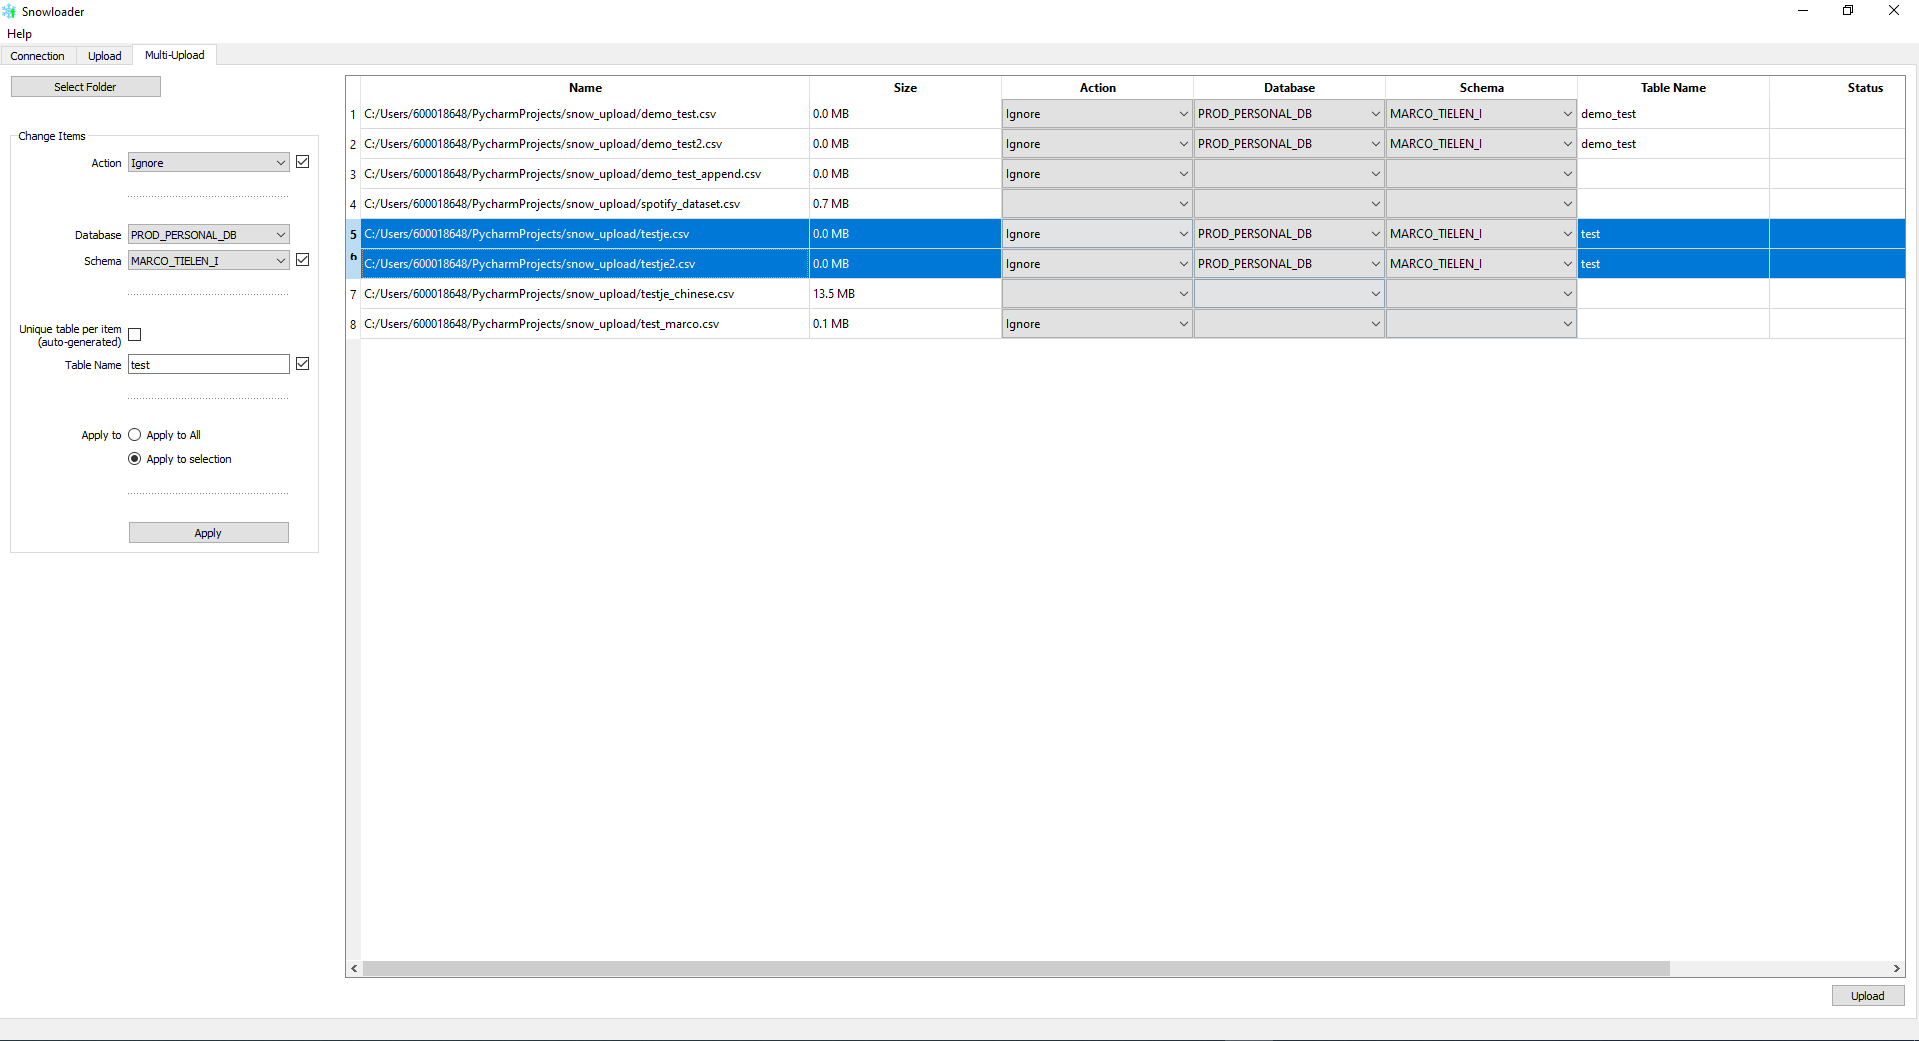 Snowloader
Help
Connection Upload Multi-Upload
Select Folder
Change Items
Action Ignore
Database PROD_PERSONAL_DB
Schema MARCO_TIELEN_I
Unique table per item
(auto-generated)
Table Name test
Apply to Apply to All
Apply to selection
Apply
Name Size Action Database Schema Table Name Status
1 C:/Users/600018648/PycharmProjects/snow_upload/demo_test.csv 0.0 MB Ignore PROD_PERSONAL_DB MARCO_TIELEN_I demo_test
2 C:/Users/600018648/PycharmProjects/snow_upload/demo_test2.csv 0.0 MB Ignore PROD_PERSONAL_DB MARCO_TIELEN_I demo_test
3 C:/Users/600018648/PycharmProjects/snow_upload/demo_test_append.csv 0.0 MB Ignore
4 C:/Users/600018648/PycharmProjects/snow_upload/spotify_dataset.csv 0.7 MB
5 C:/Users/600018648/PycharmProjects/snow_upload/testje.csv 0.0 MB Ignore PROD_PERSONAL_DB MARCO_TIELEN_I test
6 C:/Users/600018648/PycharmProjects/snow_upload/testje2.csv 0.0 MB Ignore PROD_PERSONAL_DB MARCO_TIELEN_I test
7 C:/Users/600018648/PycharmProjects/snow_upload/testje_chinese.csv 13.5 MB
8 C:/Users/600018648/PycharmProjects/snow_upload/test_marco.csv 0.1 MB Ignore
Upload